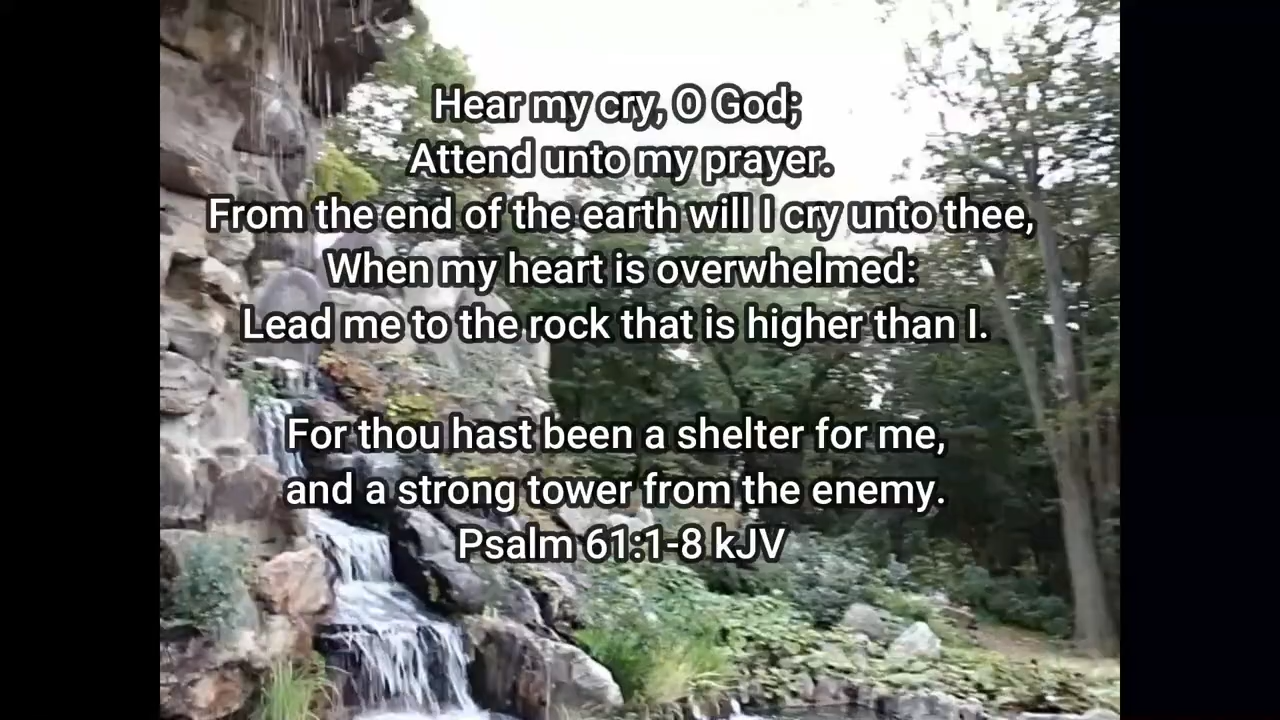 Hear my cry, O God;
Attend unto my prayer.
From the end of the earth will I cry unto thee,
When my heart is overwhelmed:
Lead me to the rock that is higher than I.
For thou hast been a shelter for me,
and a strong tower from the enemy.
Psalm 61:1-8 kJV